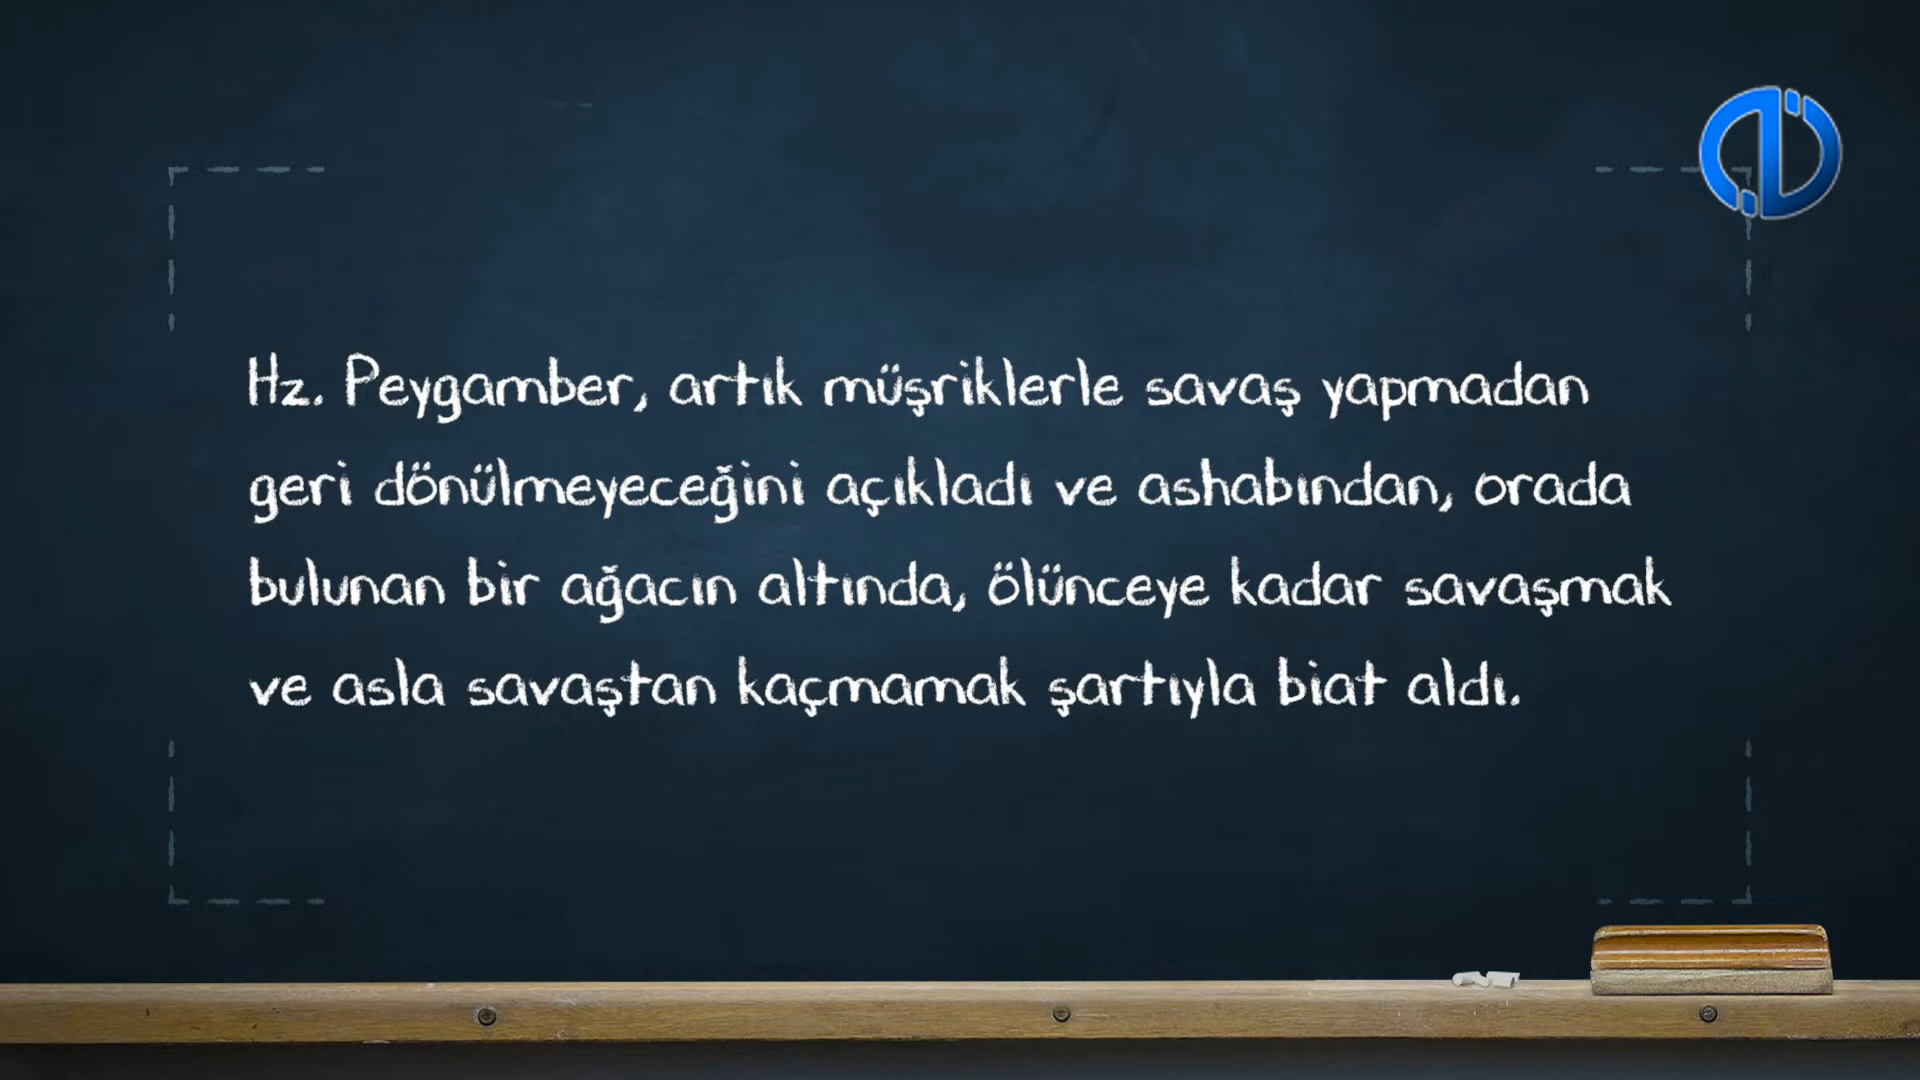 Hz. Peygamber, artık müşriklerle savaş yapmadan
geri dönülmeyeceğini açıkladı ve ashabından, orada
bulunan bir ağacın altında, ölünceye kadar savaşmak
ve asla savaştan kaçmamak şartıyla biat aldı.